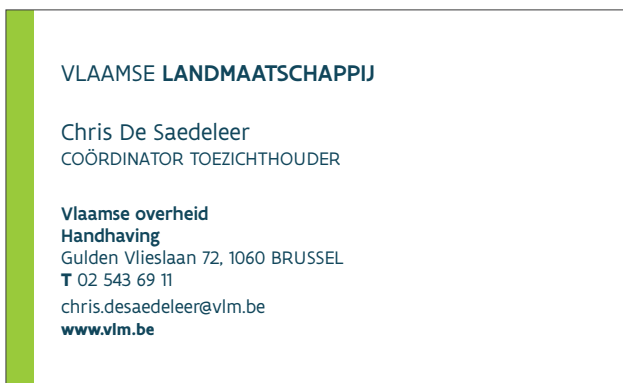 VLAAMSE LANDMAATSCHAPPIJ
Chris De Saedeleer
COÖRDINATOR TOEZICHTHOUDER
Vlaamse overheid
Handhaving
Gulden Vlieslaan 72, 1060 BRUSSEL
T 02 543 69 11
chris.desaedeleer@vlm.be
www.vlm.be